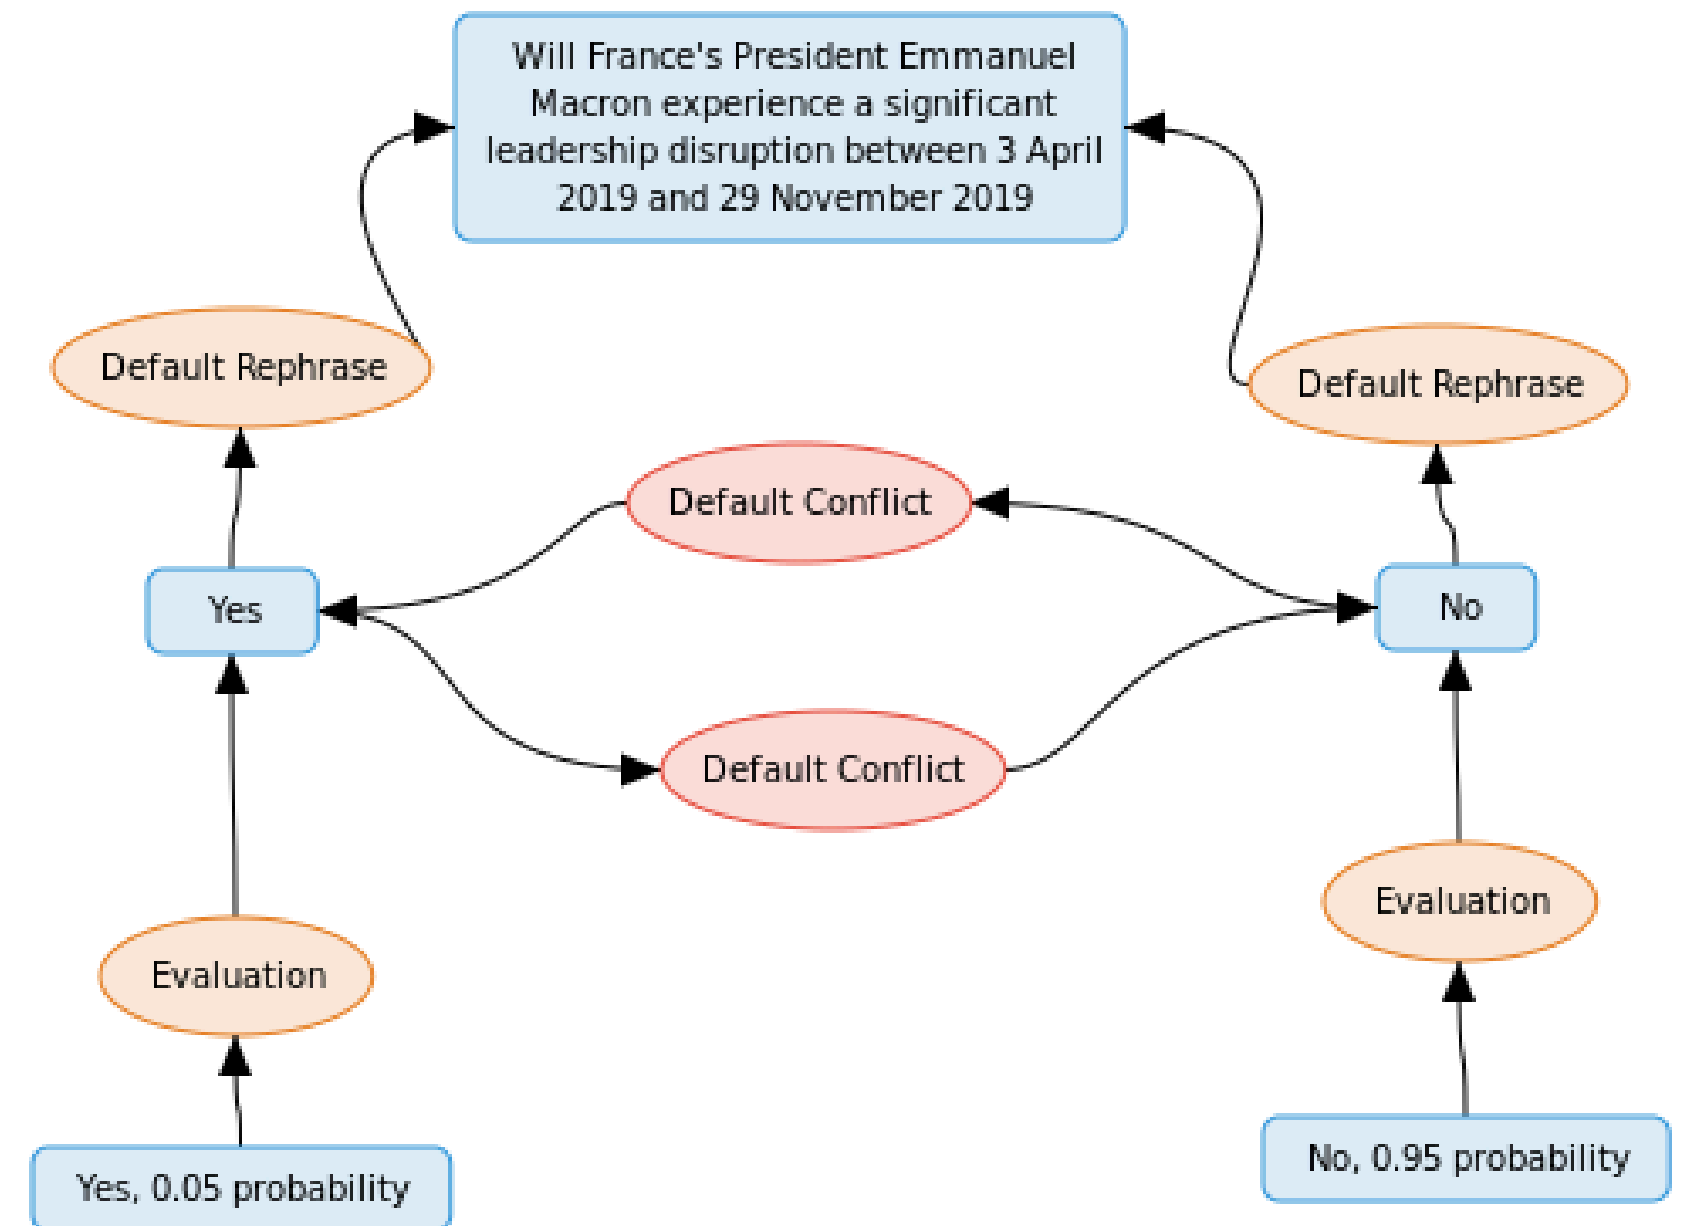 Will France's President Emmanuel
Macron experience a significant
leadership disruption between 3 April
2019 and 29 November 2019
Default Rephrase
Default Rephrase
Default Conflict
Yes
No
Default Conflict
Evaluation
Evaluation
Yes, 0.05 probability
No, 0.95 probability